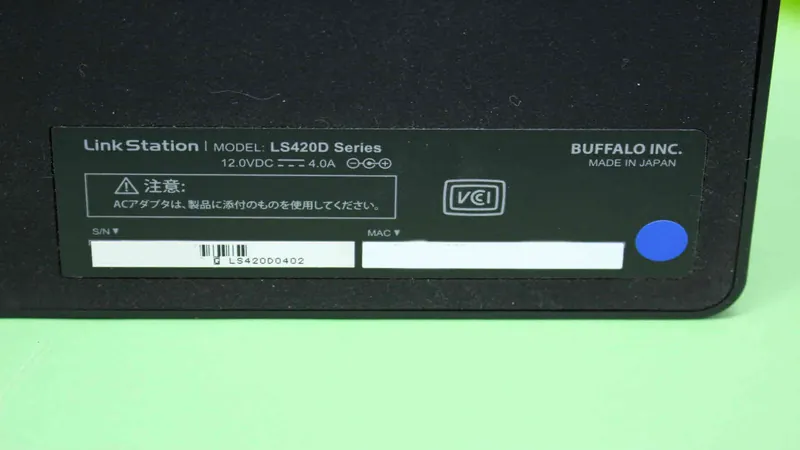 LinkStation | MODEL: LS420D Series
12.0VDC 4.0A
BUFFALO INC.
MADE IN JAPAN
注意:
ACアダプタは、製品に添付のものを使用してください。
VCCI
S/N▼
G LS420D0402
MAC▼